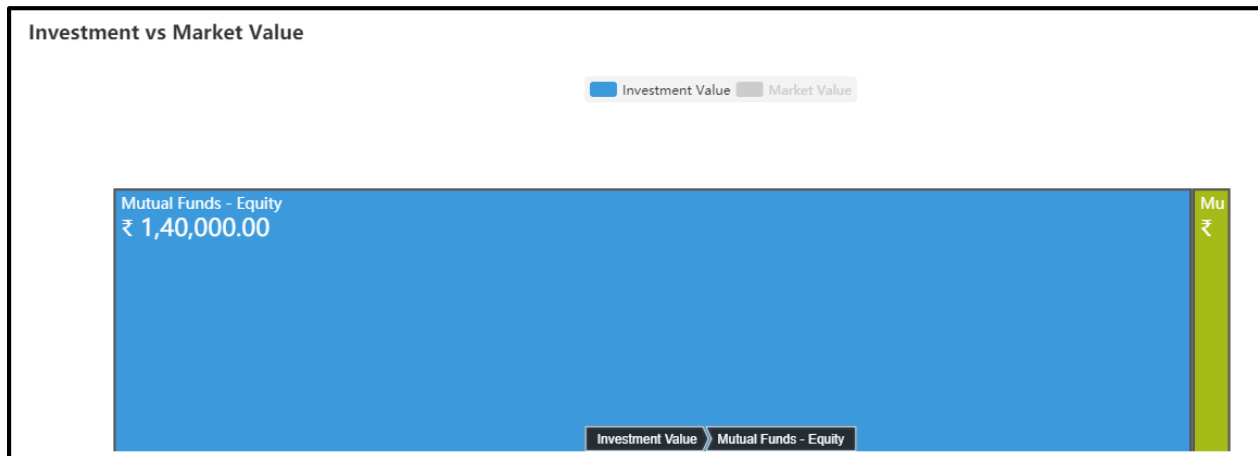 Investment vs Market Value
Investment Value Market Value
Mutual Funds - Equity
₹ 1,40,000.00
Mu
₹
Investment Value Mutual Funds - Equity